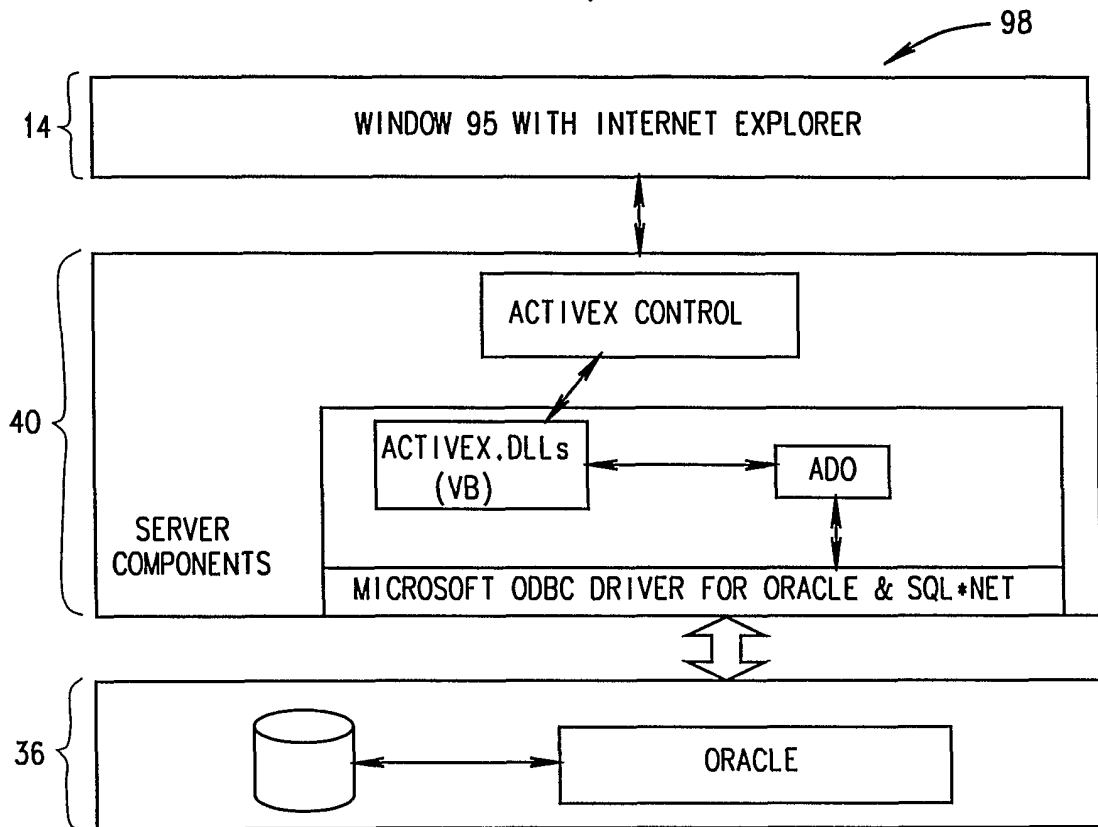 98
14
WINDOW 95 WITH INTERNET EXPLORER
40
ACTIVEX CONTROL
ACTIVEX.DLLs
(VB)
ADO
SERVER
COMPONENTS
MICROSOFT ODBC DRIVER FOR ORACLE & SQL*NET
36
ORACLE